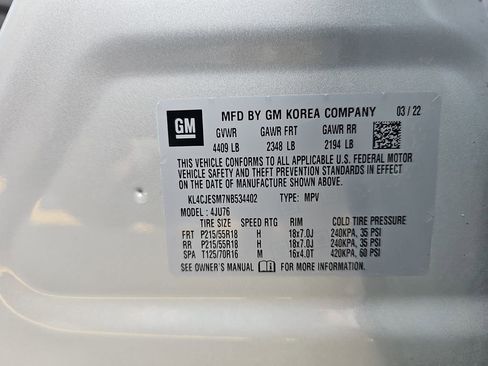 GM
MFD BY GM KOREA COMPANY 03 / 22
GVWR GAWR FRT GAWR RR
4409 LB 2348 LB 2194 LB
THIS VEHICLE CONFORMS TO ALL APPLICABLE U.S. FEDERAL MOTOR
VEHICLE SAFETY AND THEFT PREVENTION STANDARDS IN EFFECT
ON THE DATE OF MANUFACTURE SHOWN ABOVE.
KL4CJESM7NB534402 TYPE: MPV
MODEL : 4JU76
TIRE SIZE SPEED RTG RIM COLD TIRE PRESSURE
FRT P215/55R18 H 18x7.0J 240KPA, 35 PSI
RR P215/55R18 H 18x7.0J 240KPA, 35 PSI
SPA T125/70R16 M 16x4.0T 420KPA, 60 PSI
SEE OWNER'S MANUAL FOR MORE INFORMATION.